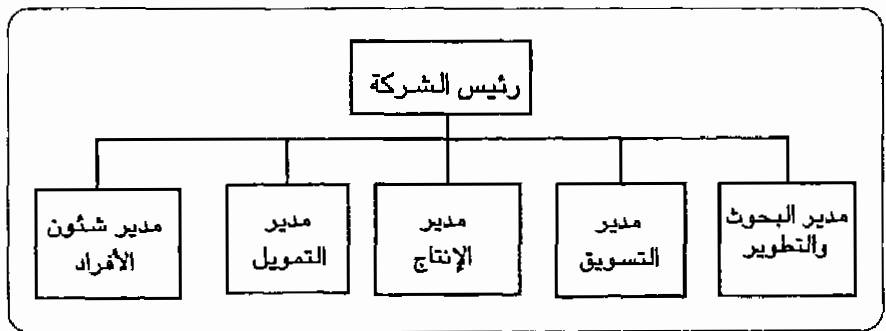 رئيس الشركة
مدير البحوث
والتطوير
مدير
التسويق
مدير
الإنتاج
مدير
التمويل
مدير شئون
الأفراد